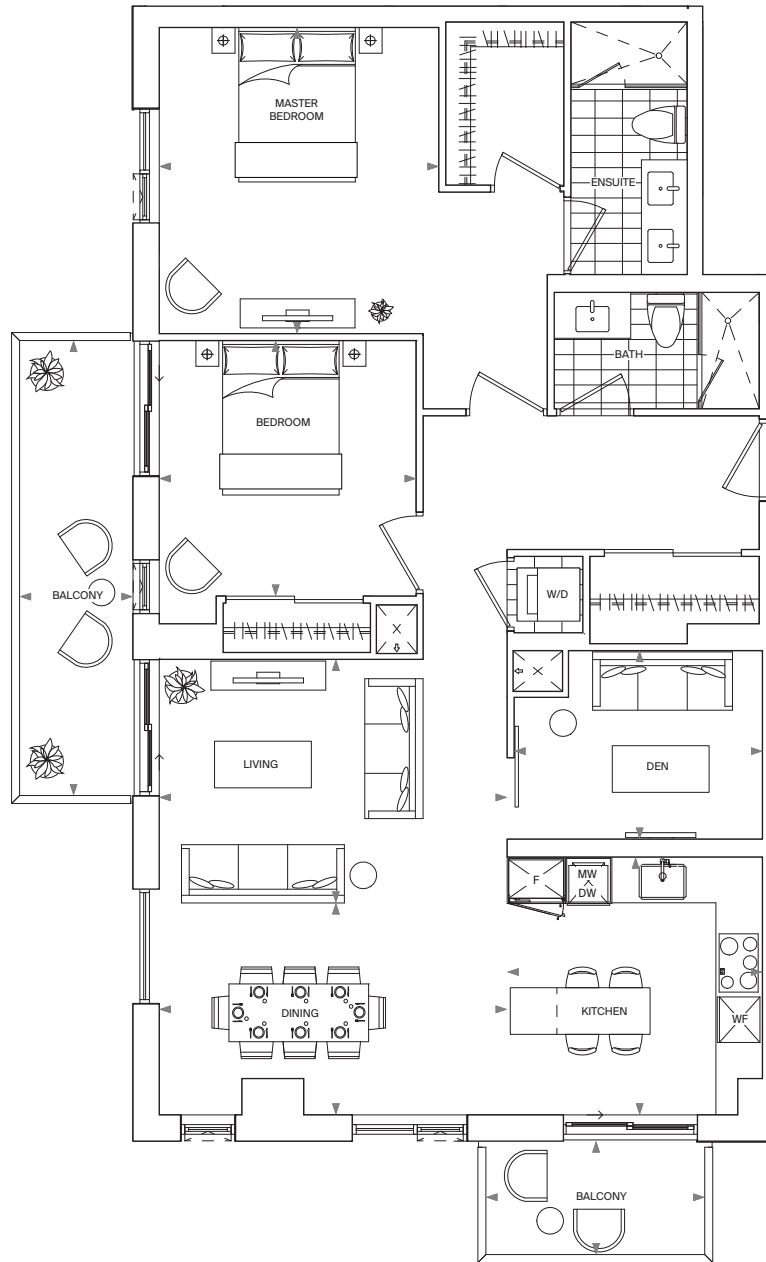 MASTER
BEDROOM
ENSUITE
BATH
BEDROOM
BALCONY
W/D
X
X
LIVING
DEN
F
MW
DW
DINING
KITCHEN
WF
BALCONY